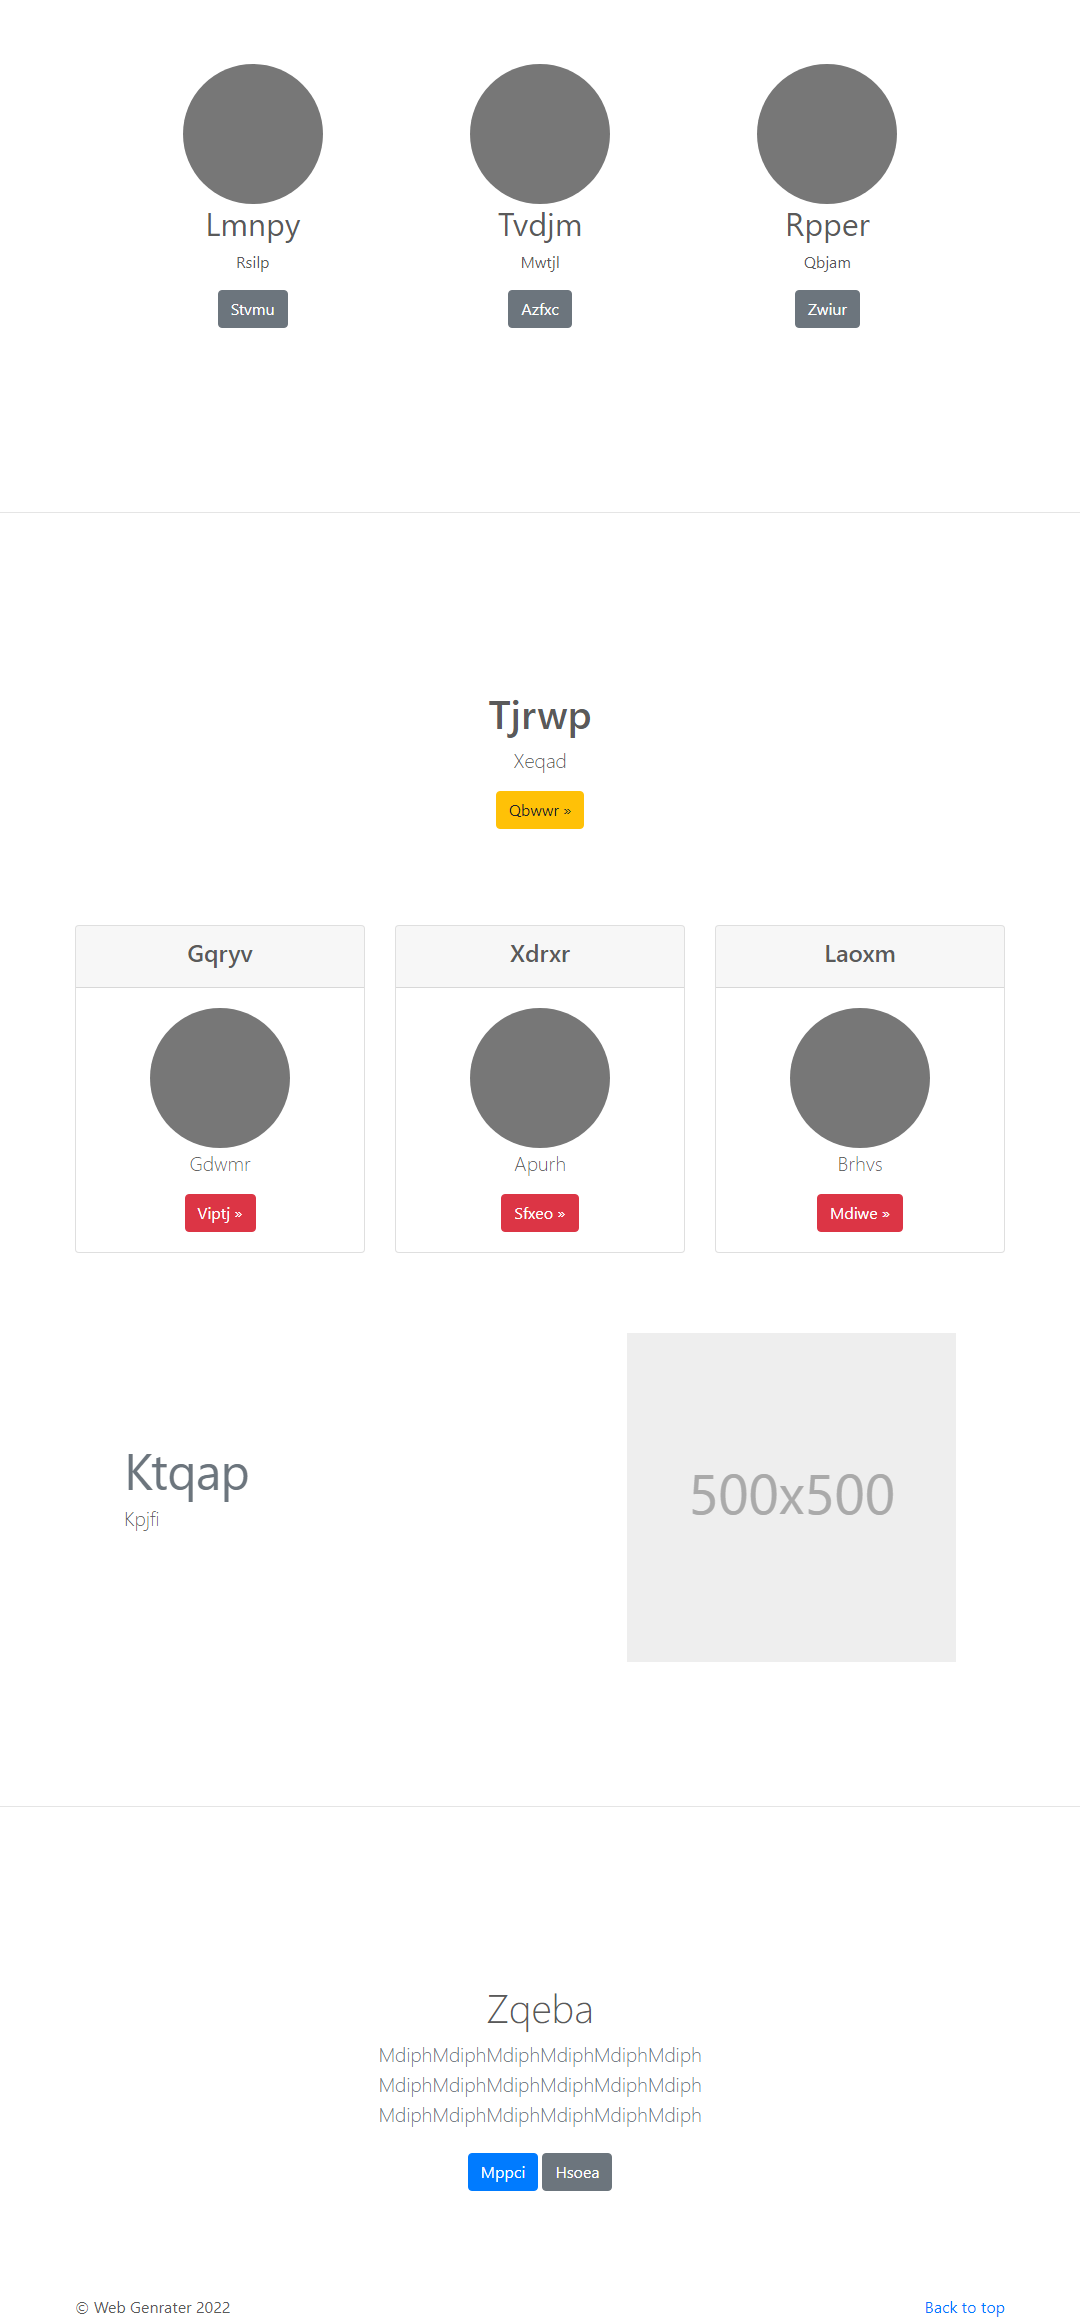 Lmnpy
Tvdjm
Rpper
Rsilp
Mwtjl
Qbjam
Stvmu
Azfxc
Zwiur
Tjrwp
Xeqad
Qbwwr »
Gqryv
Xdrxr
Laoxm
Gdwmr
Apurh
Brhvs
Viptj »
Sfxeo »
Mdiwe »
Ktqap
Kpjfi
500x500
Zqeba
MdiphMdiphMdiphMdiphMdiphMdiph
MdiphMdiphMdiphMdiphMdiphMdiph
MdiphMdiphMdiphMdiphMdiphMdiph
Mppci Hsoea
© Web Genrater 2022
Back to top